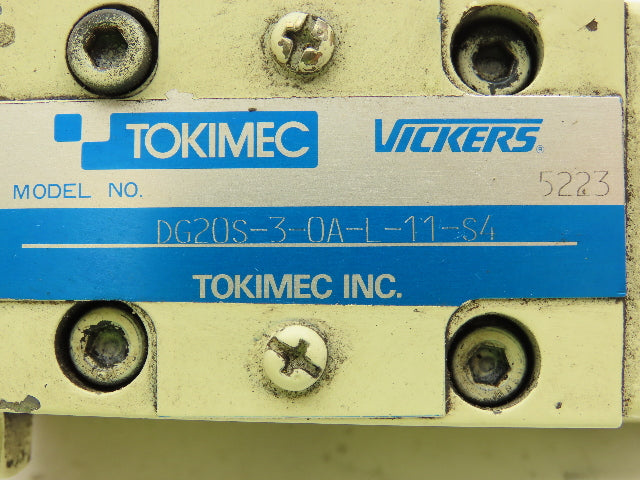 TOKIMEC VICKERS®
MODEL NO. 5223
DG20S-3-0A-L-11-S4
TOKIMEC INC.